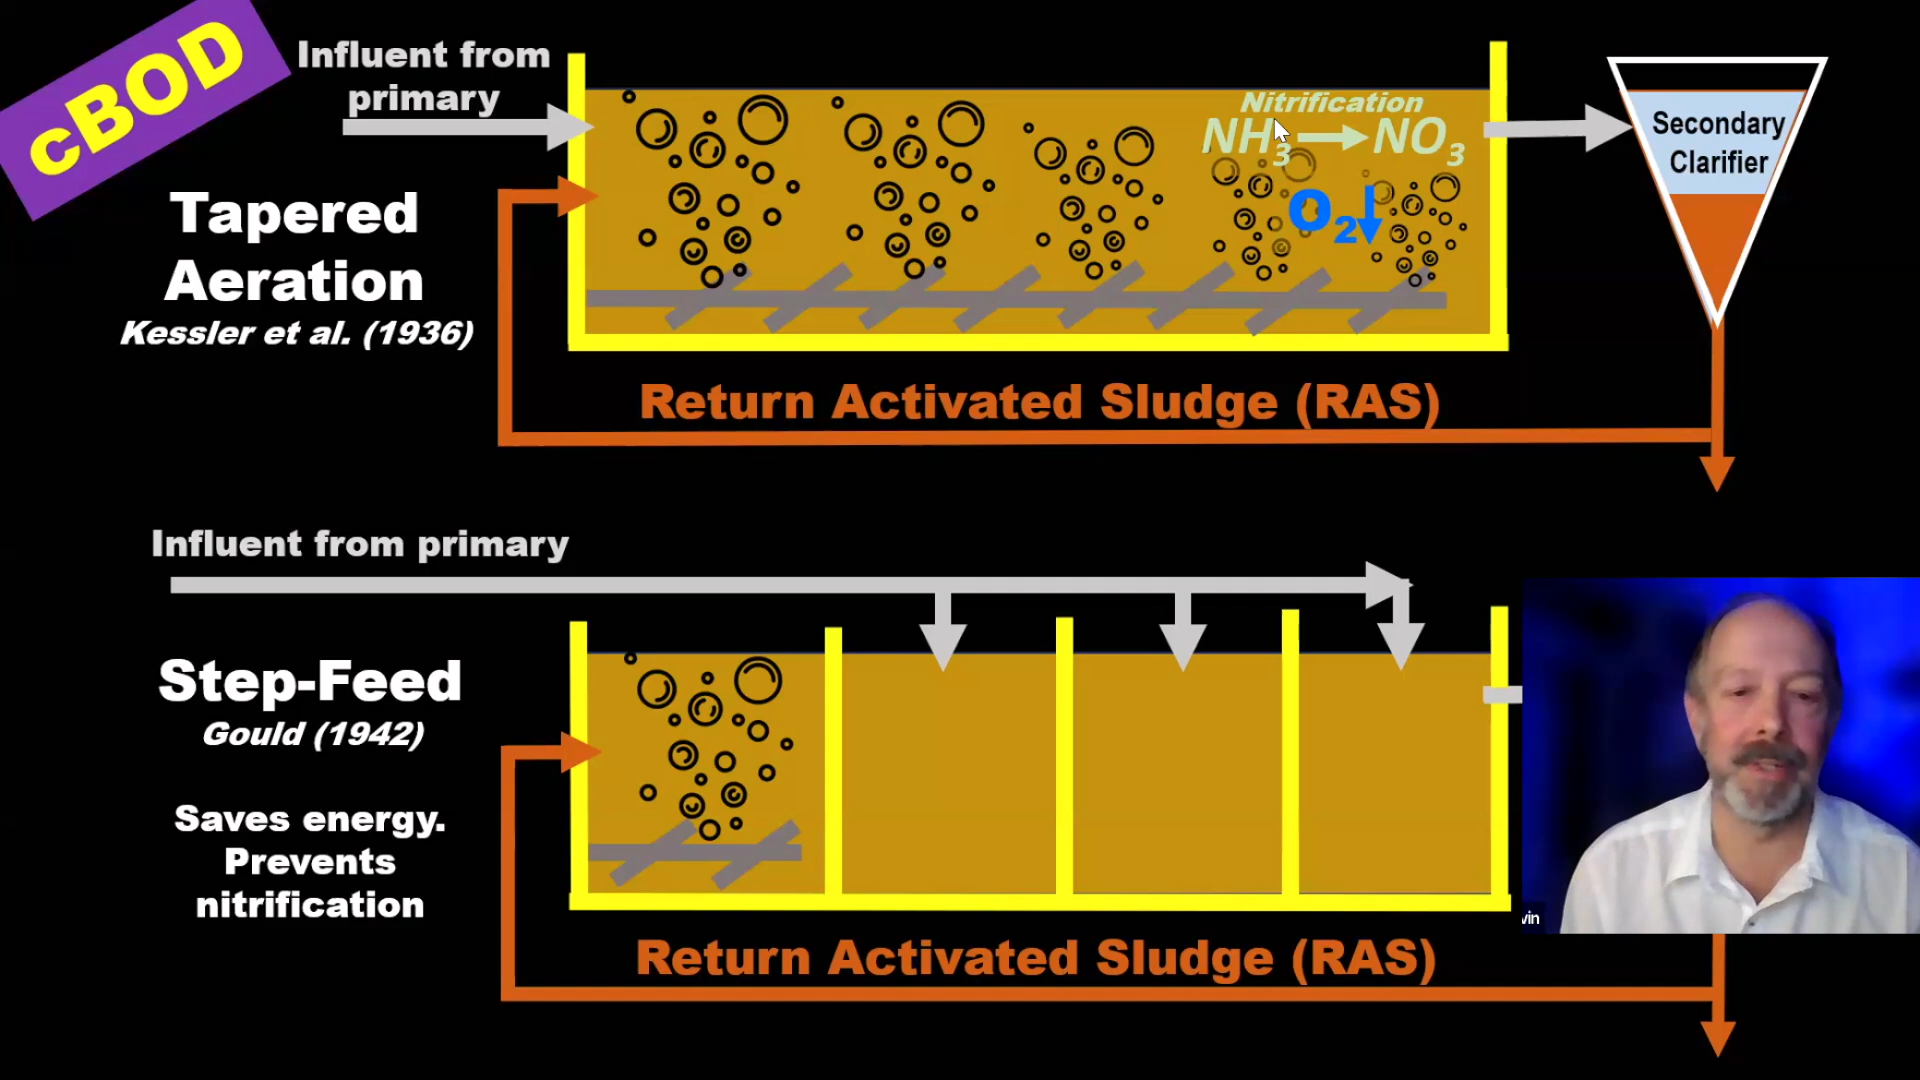 cBOD
Influent from
primary
Tapered
Aeration
Kessler et al. (1936)
Nitrification
NH3 NO3
O2
Secondary
Clarifier
Return Activated Sludge (RAS)
Influent from primary
Step-Feed
Gould (1942)
Saves energy.
Prevents
nitrification
vin
Return Activated Sludge (RAS)